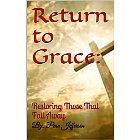 Return to
Grace:
Restoring Those That
Fall Away